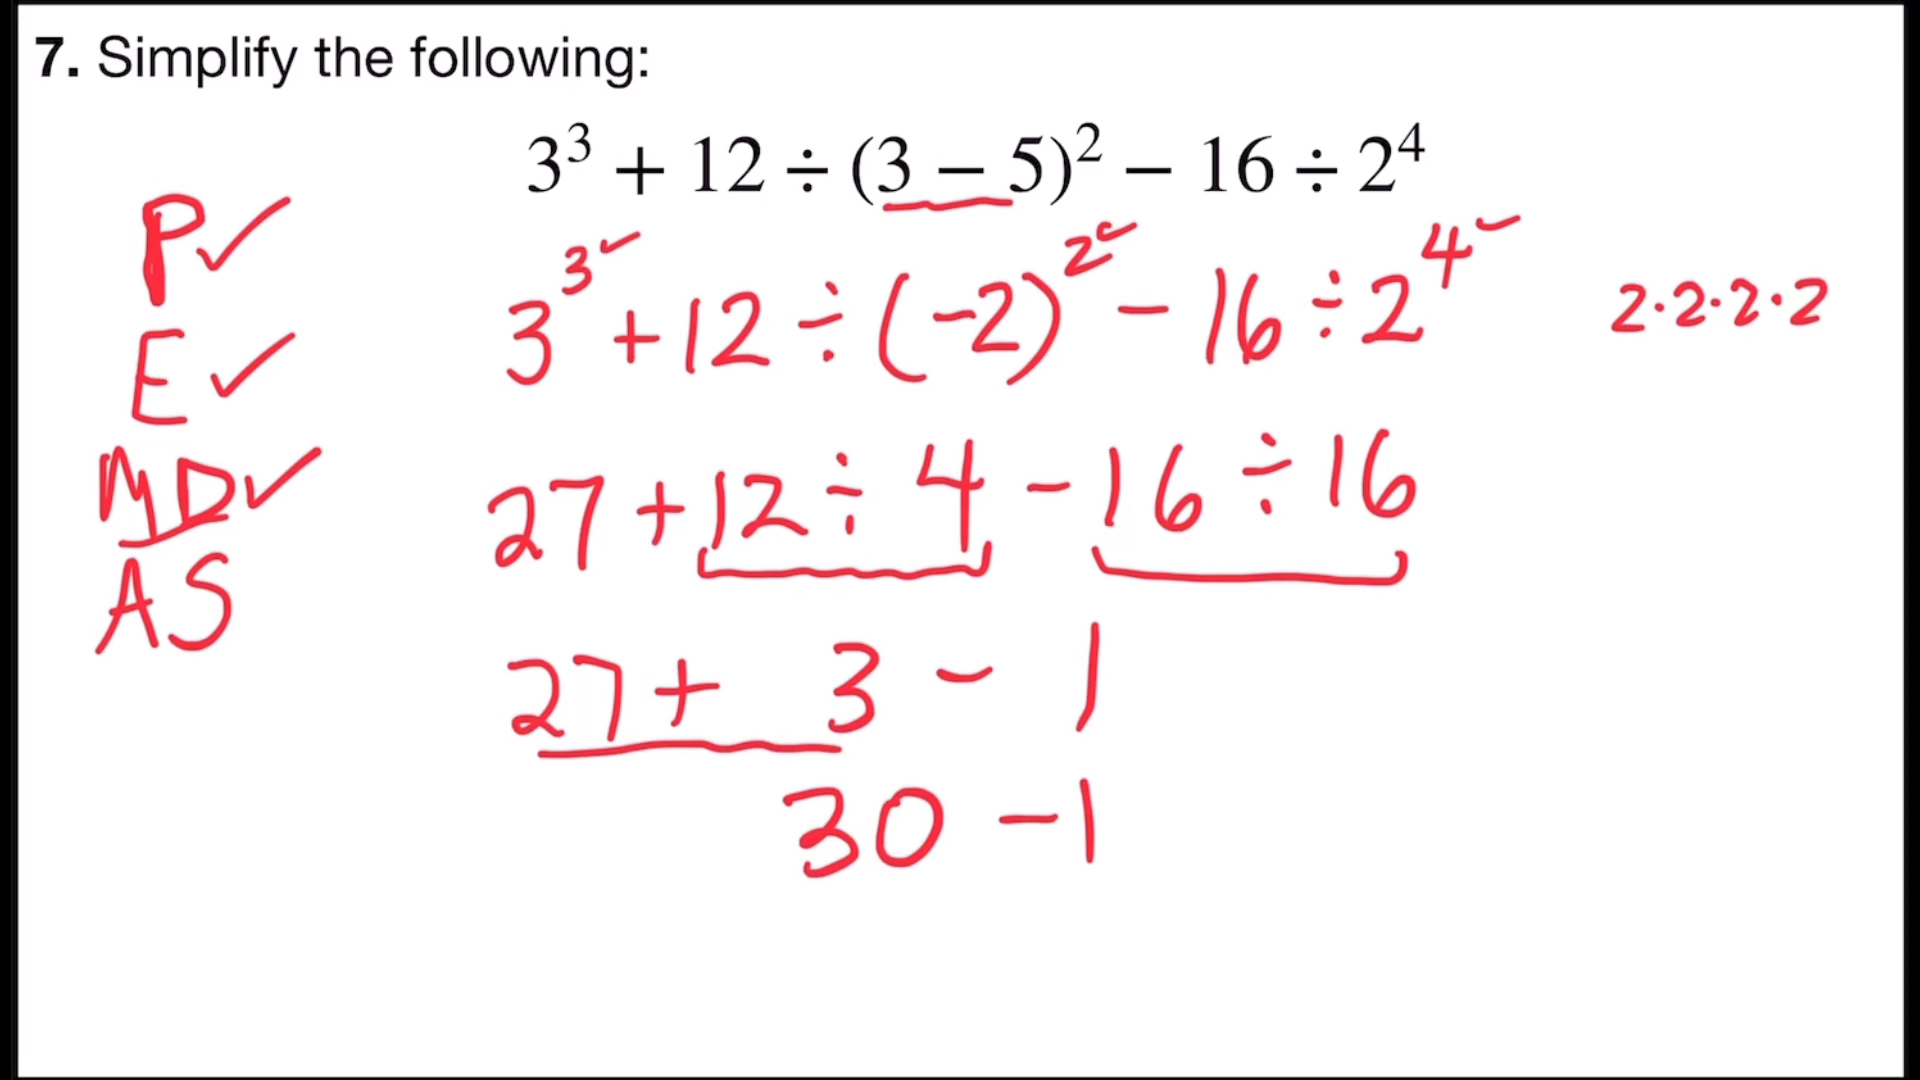 7. Simplify the following:
3³ + 12 ÷ (3 − 5)² − 16 ÷ 2⁴
P✓
3³✓ + 12 ÷ (-2)²✓ - 16 ÷ 2⁴✓
2·2·2·2
E✓
MD✓
27 + 12 ÷ 4 - 16 ÷ 16
AS
27 + 3 - 1
30 - 1